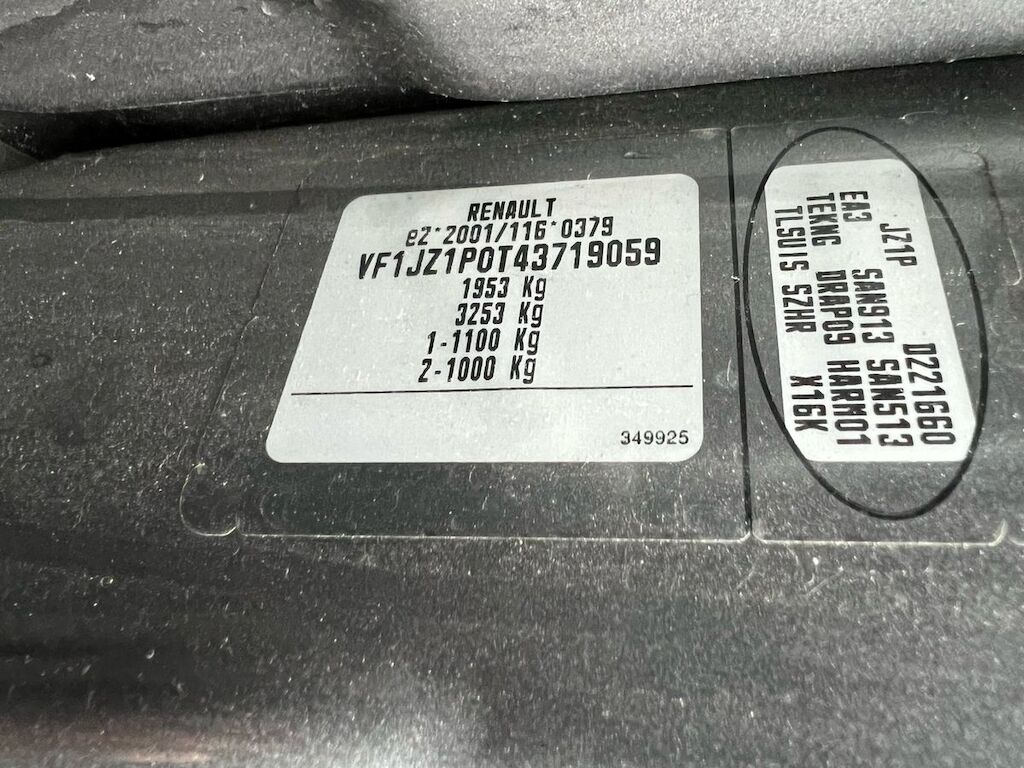 RENAULT
e2*2001/116*0379
VF1JZ1P0T43719059
1953 Kg
3253 Kg
1-1100 Kg
2-1000 Kg
349925
JZ1P D221660
EA3 SAN913 SAN513
TEKNG DRAP09 HARM01
TLSUIS SZHR X16K